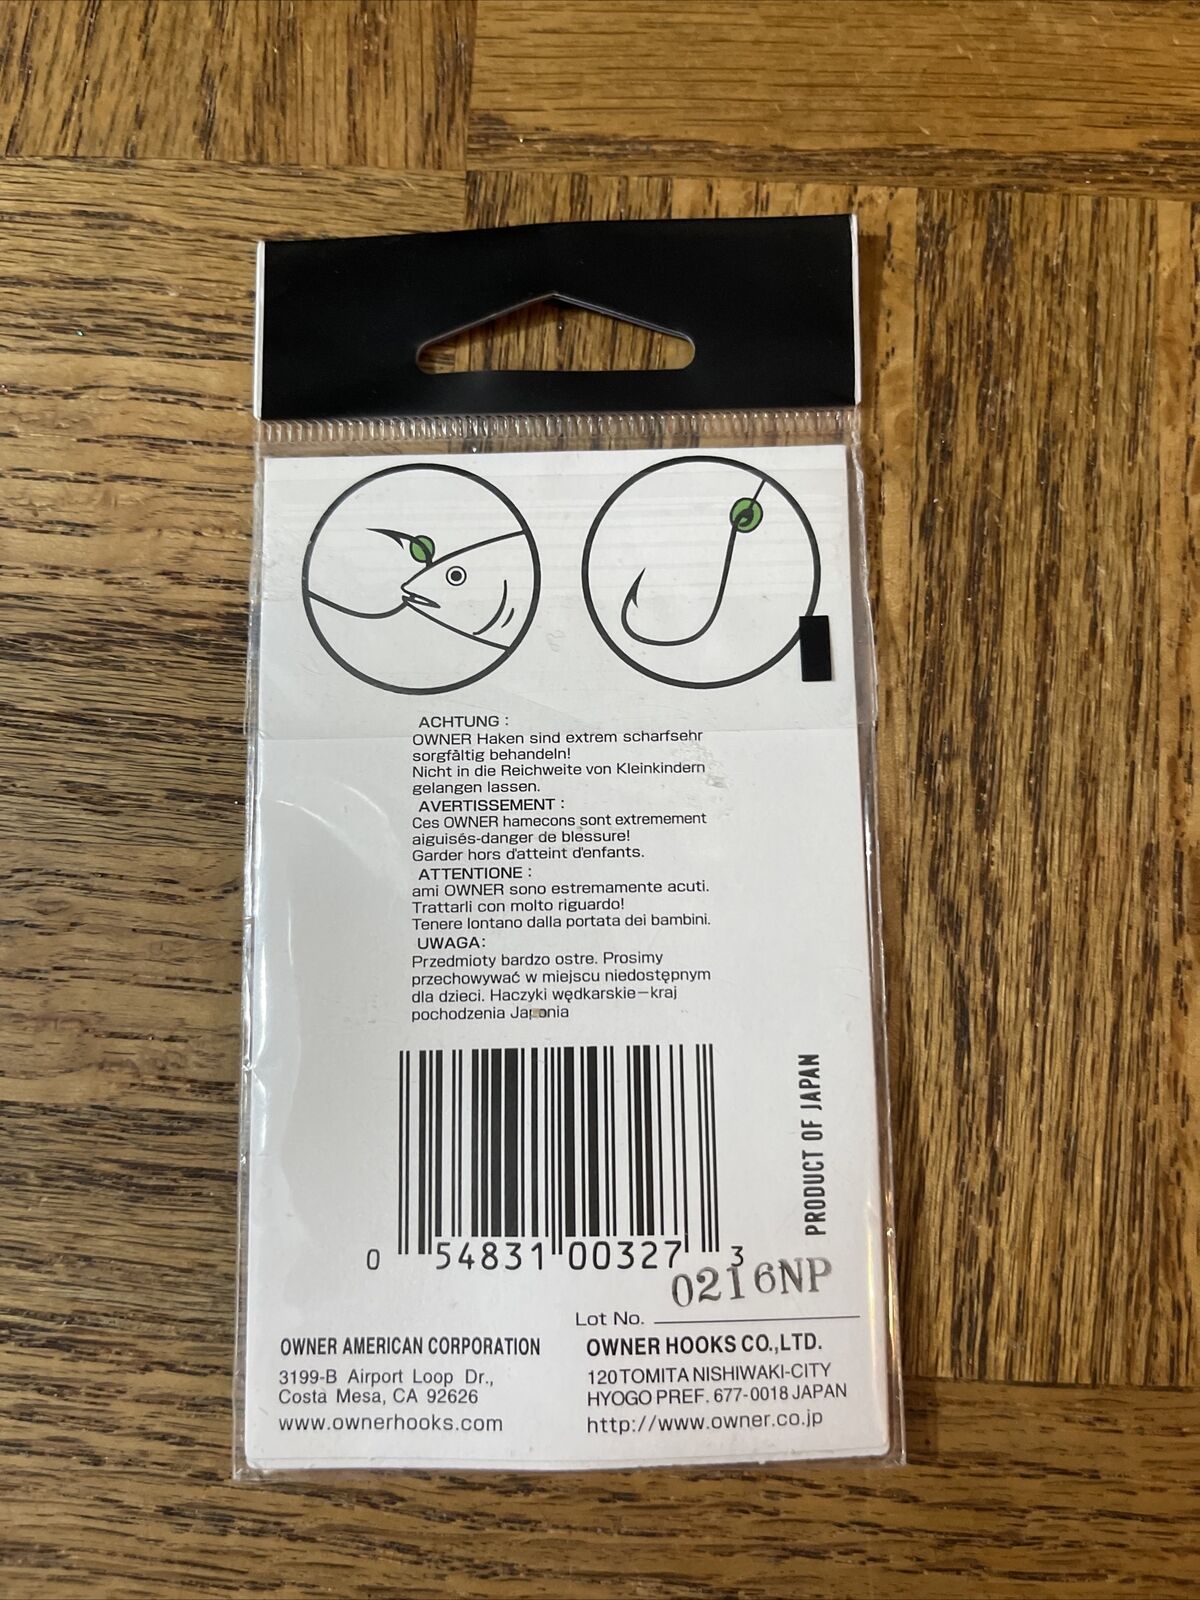 ACHTUNG :
OWNER Haken sind extrem scharfsehr
sorgfältig behandeln!
Nicht in die Reichweite von Kleinkindern
gelangen lassen.
AVERTISSEMENT :
Ces OWNER hamecons sont extremement
aiguisés-danger de blessure!
Garder hors d'atteint d'enfants.
ATTENTIONE :
ami OWNER sono estremamente acuti.
Trattarli con molto riguardo!
Tenere lontano dalla portata dei bambini.
UWAGA:
Przedmioty bardzo ostre. Prosimy
przechowywać w miejscu niedostępnym
dla dzieci. Haczyki wędkarskie-kraj
pochodzenia Japonia
PRODUCT OF JAPAN
0 54831 00327 3
0216NP
Lot No.
OWNER AMERICAN CORPORATION
3199-B Airport Loop Dr.,
Costa Mesa, CA 92626
www.ownerhooks.com
OWNER HOOKS CO.,LTD.
120 TOMITA NISHIWAKI-CITY
HYOGO PREF. 677-0018 JAPAN
http://www.owner.co.jp